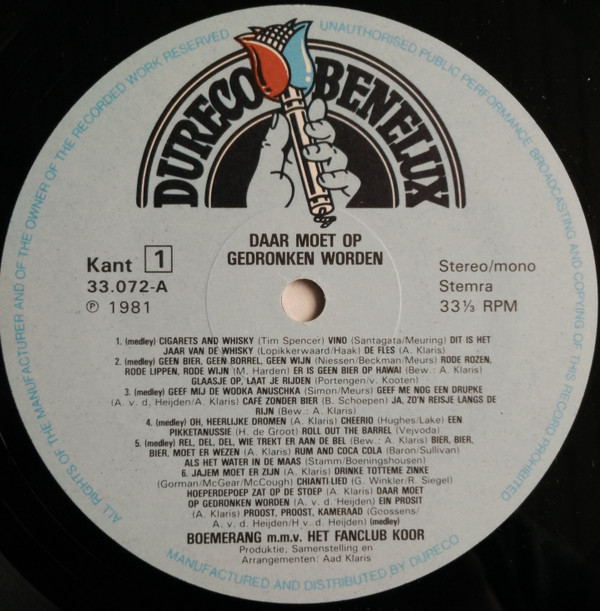 ALL RIGHTS OF THE MANUFACTURER AND OF THE OWNER OF THE RECORDED WORK RESERVED
UNAUTHORISED PUBLIC PERFORMANCE BROADCASTING AND COPYING OF THIS RECORD PROHIBITED
DURECO BENELUX
DAAR MOET OP
GEDRONKEN WORDEN
Kant 1
33.072-A
℗ 1981
Stereo/mono
Stemra
33⅓ RPM
1. (medley) CIGARETS AND WHISKY (Tim Spencer) VINO (Santagata/Meuring) DIT IS HET
JAAR VAN DE WHISKY (Lopikkerwaard/Haak) DE FLES (A. Klaris)
2. (medley) GEEN BIER, GEEN BORREL, GEEN WIJN (Niessen/Beckman/Meurs) RODE ROZEN,
RODE LIPPEN, RODE WIJN (M. Harden) ER IS GEEN BIER OP HAWAI (Bew.: A. Klaris)
GLAASJE OP, LAAT JE RIJDEN (Portengen/v. Kooten)
3. (medley) GEEF MIJ DE WODKA ANUSCHKA (Simon/Meurs) GEEF ME NOG EEN DRUPKE
(A. v. d. Heijden/A. Klaris) CAFÉ ZONDER BIER (B. Schoepen) JA, ZO'N REISJE LANGS DE
RIJN (Bew.: A. Klaris)
4. (medley) OH, HEERLIJKE DROMEN (A. Klaris) CHEERIO (Hughes/Lake) EEN
PIKKETANUSSIE (H. de Groot) ROLL OUT THE BARREL (Vejvoda)
5. (medley) REL, DEL, DEL, WIE TREKT ER AAN DE BEL (Bew.: A. Klaris) BIER, BIER,
BIER, MOET ER WEZEN (A. Klaris) RUM AND COCA COLA (Baron/Sullivan)
ALS HET WATER IN DE MAAS (Stamm/Boeningshousen)
6. JAJEM MOET ER ZIJN (A. Klaris) DRINKE TOTTEME ZINKE
(Gorman/McGear/McCough) CHIANTI-LIED (G. Winkler/R. Siegel)
HOEPERDEPOEP ZAT OP DE STOEP (A. Klaris) DAAR MOET
OP GEDRONKEN WORDEN (A. Klaris) EIN PROSIT
(A. Klaris) PROOST, PROOST, KAMERAAD (Goossens/
A. v. d. Heijden/H v. d. Heijden) (medley)
BOEMERANG m.m.v. HET FANCLUB KOOR
Produktie, Samenstelling en
Arrangementen: Aad Klaris
MANUFACTURED AND DISTRIBUTED BY DURECO